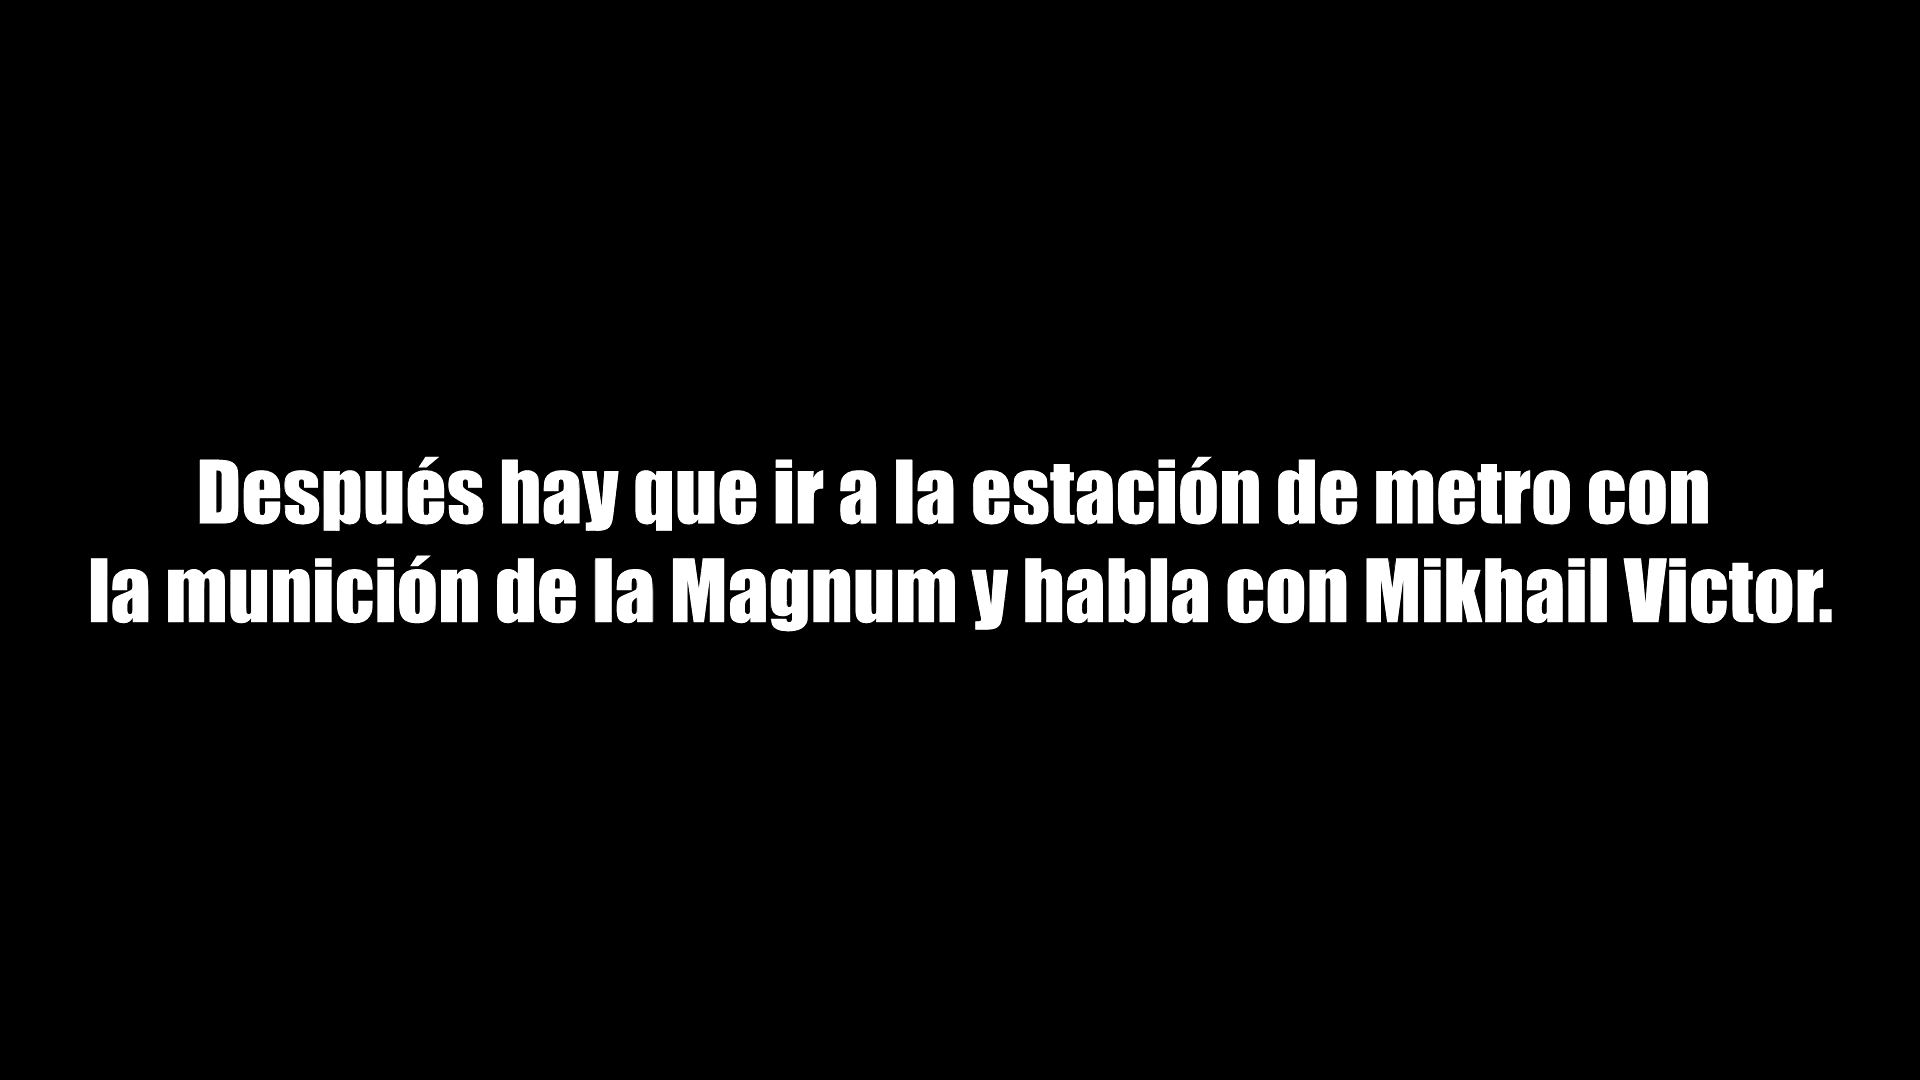 Después hay que ir a la estación de metro con
la munición de la Magnum y habla con Mikhail Victor.